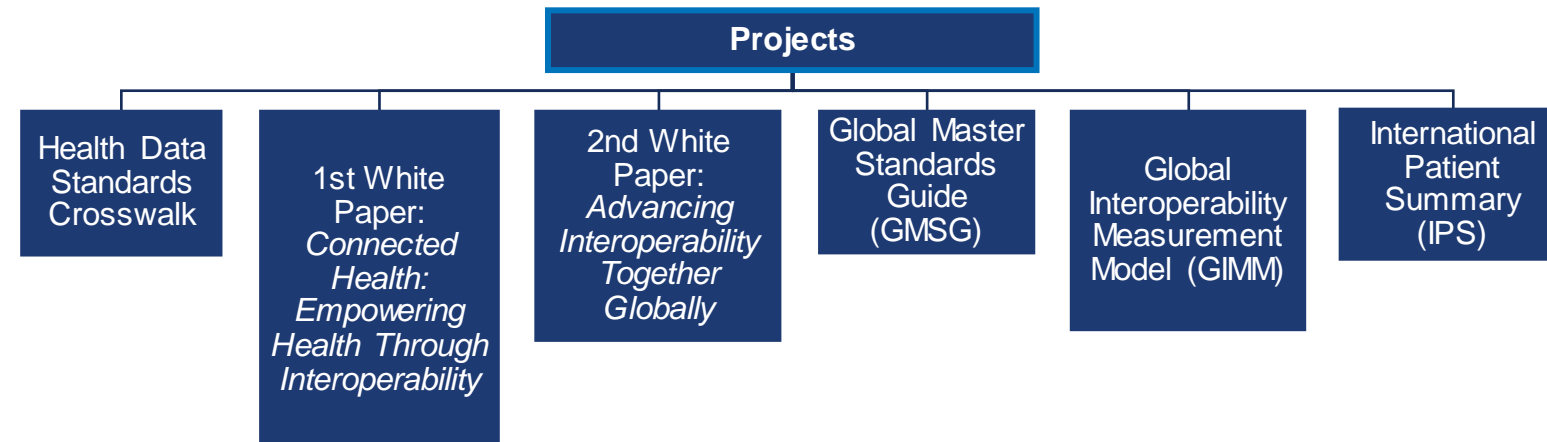 Projects
Health Data
Standards
Crosswalk
1st White
Paper:
Connected
Health:
Empowering
Health Through
Interoperability
2nd White
Paper:
Advancing
Interoperability
Together
Globally
Global Master
Standards
Guide
(GMSG)
Global
Interoperability
Measurement
Model (GIMM)
International
Patient
Summary
(IPS)